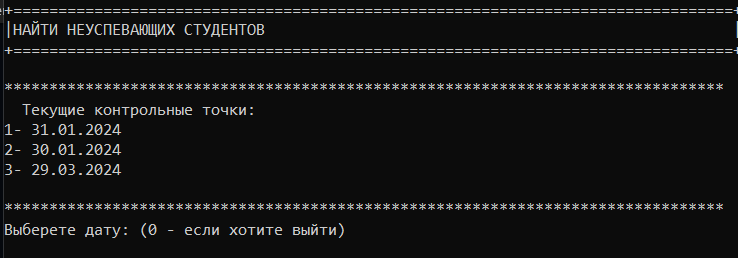 +================================================================================+
|НАЙТИ НЕУСПЕВАЮЩИХ СТУДЕНТОВ |
+================================================================================+
********************************************************************************
Текущие контрольные точки:
1- 31.01.2024
2- 30.01.2024
3- 29.03.2024
********************************************************************************
Выберете дату: (0 - если хотите выйти)